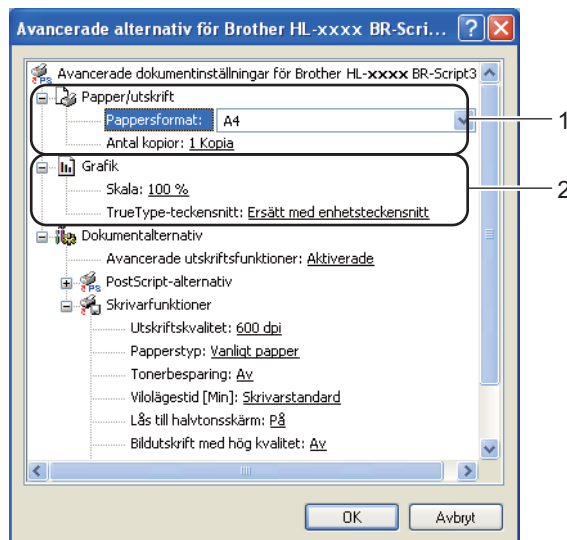 Avancerade alternativ för Brother HL-xxxx BR-Scri...
Avancerade dokumentinställningar för Brother HL-xxxx BR-Script3
Papper/utskrift
Pappersformat: A4
1
Antal kopior: 1 Kopia
Grafik
Skala: 100 %
2
TrueType-teckensnitt: Ersätt med enhetsteckensnitt
Dokumentalternativ
Avancerade utskriftsfunktioner: Aktiverade
PostScript-alternativ
Skrivarfunktioner
Utskriftskvalitet: 600 dpi
Papperstyp: Vanligt papper
Tonerbesparing: Av
Vilolägestid [Min]: Skrivarstandard
Lås till halvtonsskärm: På
Bildutskrift med hög kvalitet: Av
OK
Avbryt